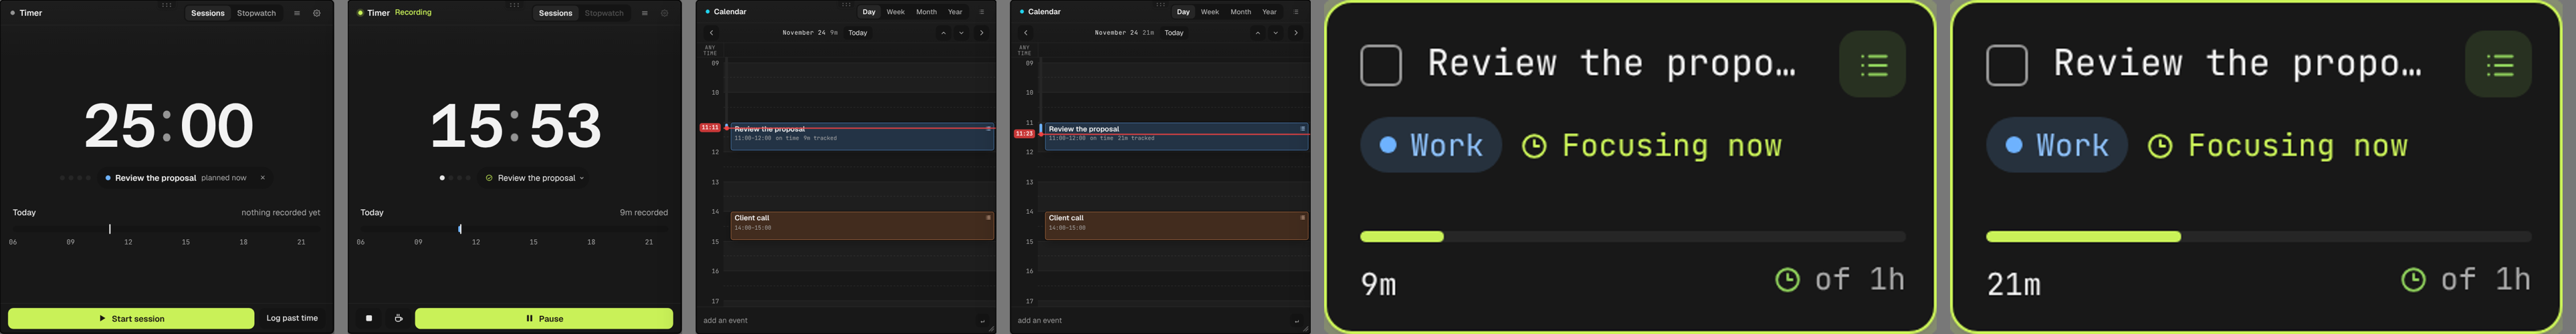 Timer
Sessions Stopwatch
25:00
Review the proposal planned now ×
Today nothing recorded yet
06 09 12 15 18 21
Start session
Log past time
Timer Recording
Sessions Stopwatch
15:53
Review the proposal
Today 9m recorded
06 09 12 15 18 21
Pause
Calendar
Day Week Month Year
November 24 9m Today
ANY TIME
09
10
11:11
Review the proposal
11:00–12:00 on time 9m tracked
12
13
14
Client call
14:00–15:00
15
16
17
add an event
Calendar
Day Week Month Year
November 24 21m Today
ANY TIME
09
10
11
Review the proposal
11:23
11:00–12:00 on time 21m tracked
12
13
14
Client call
14:00–15:00
15
16
17
add an event
Review the propo…
Work Focusing now
9m of 1h
Review the propo…
Work Focusing now
21m of 1h